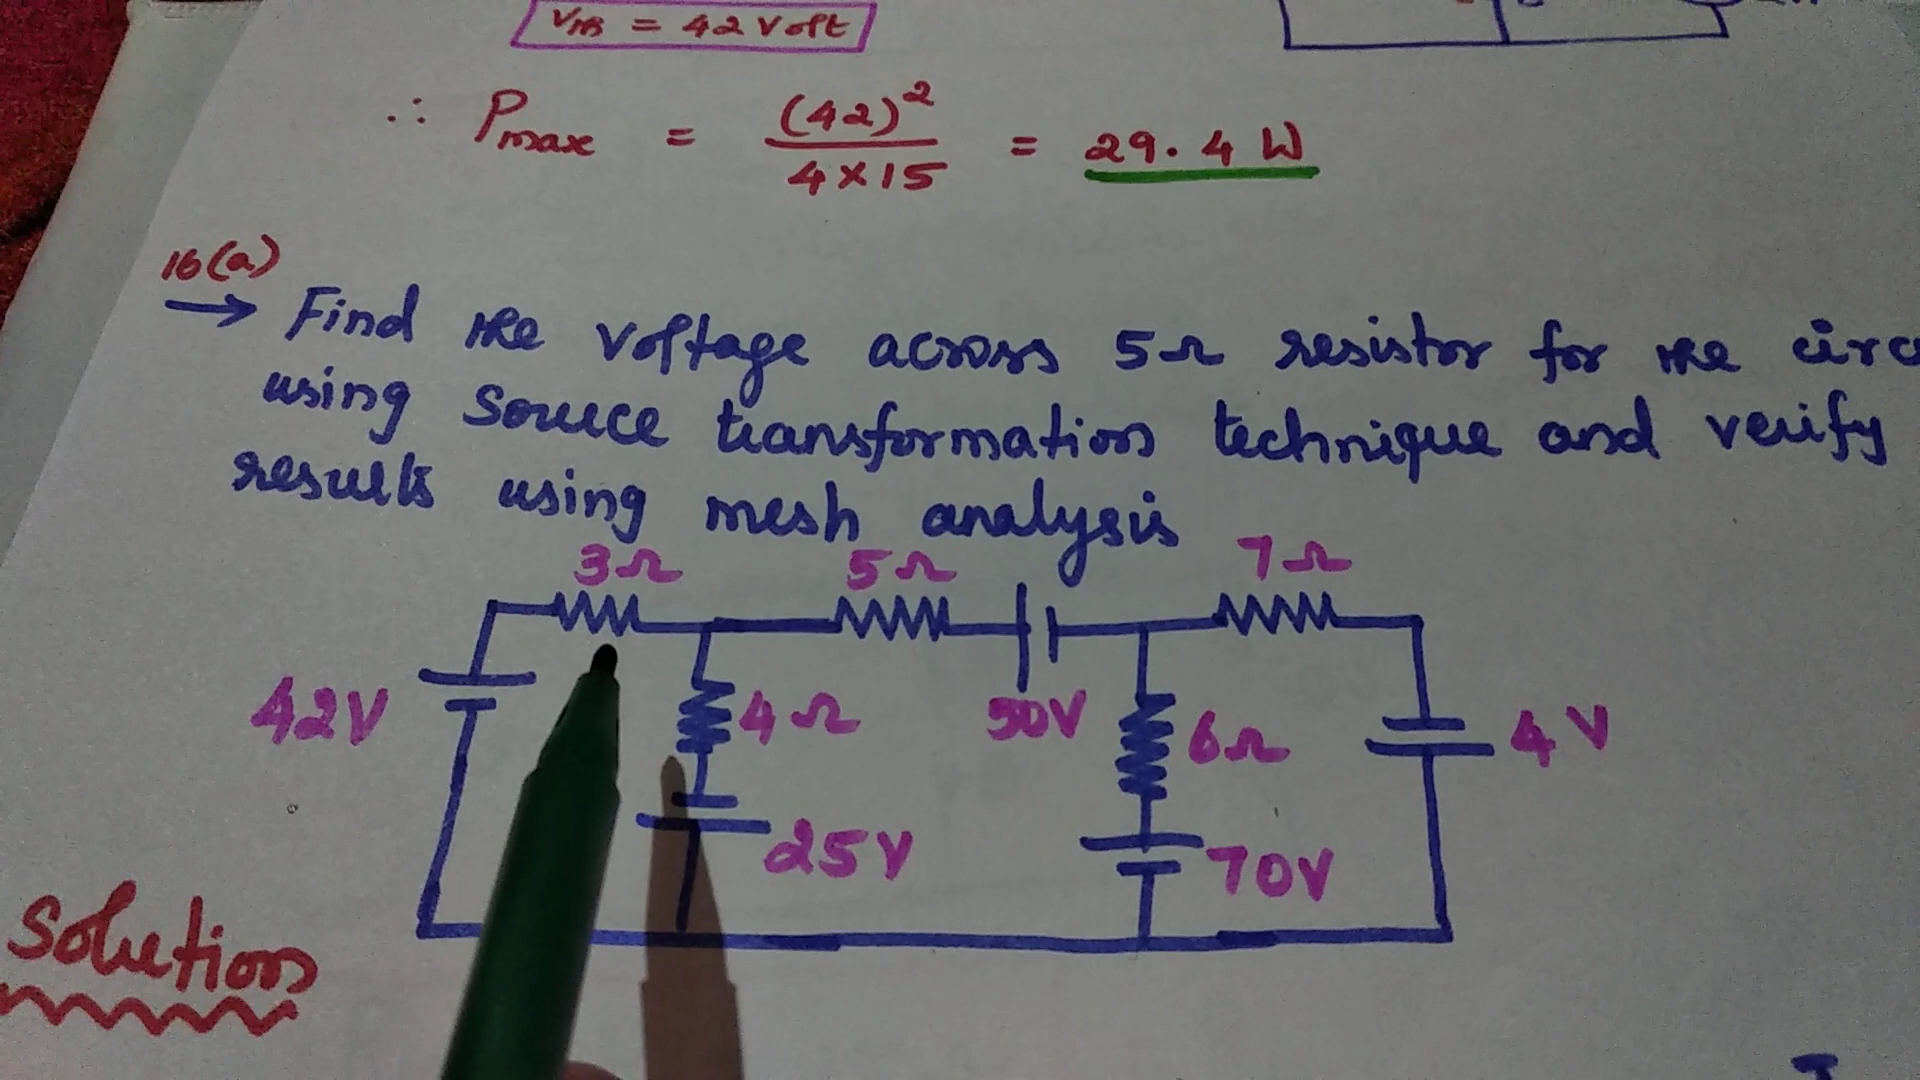 VAB = 42 Volt
∴ Pmax = (42)² / 4×15 = 29.4 W
16(a)
→ Find the voltage across 5Ω resistor for the circ
using source transformation technique and verify
results using mesh analysis
3Ω 5Ω 7Ω
42V 4Ω 50V 6Ω 4V
25V 70V
Solution